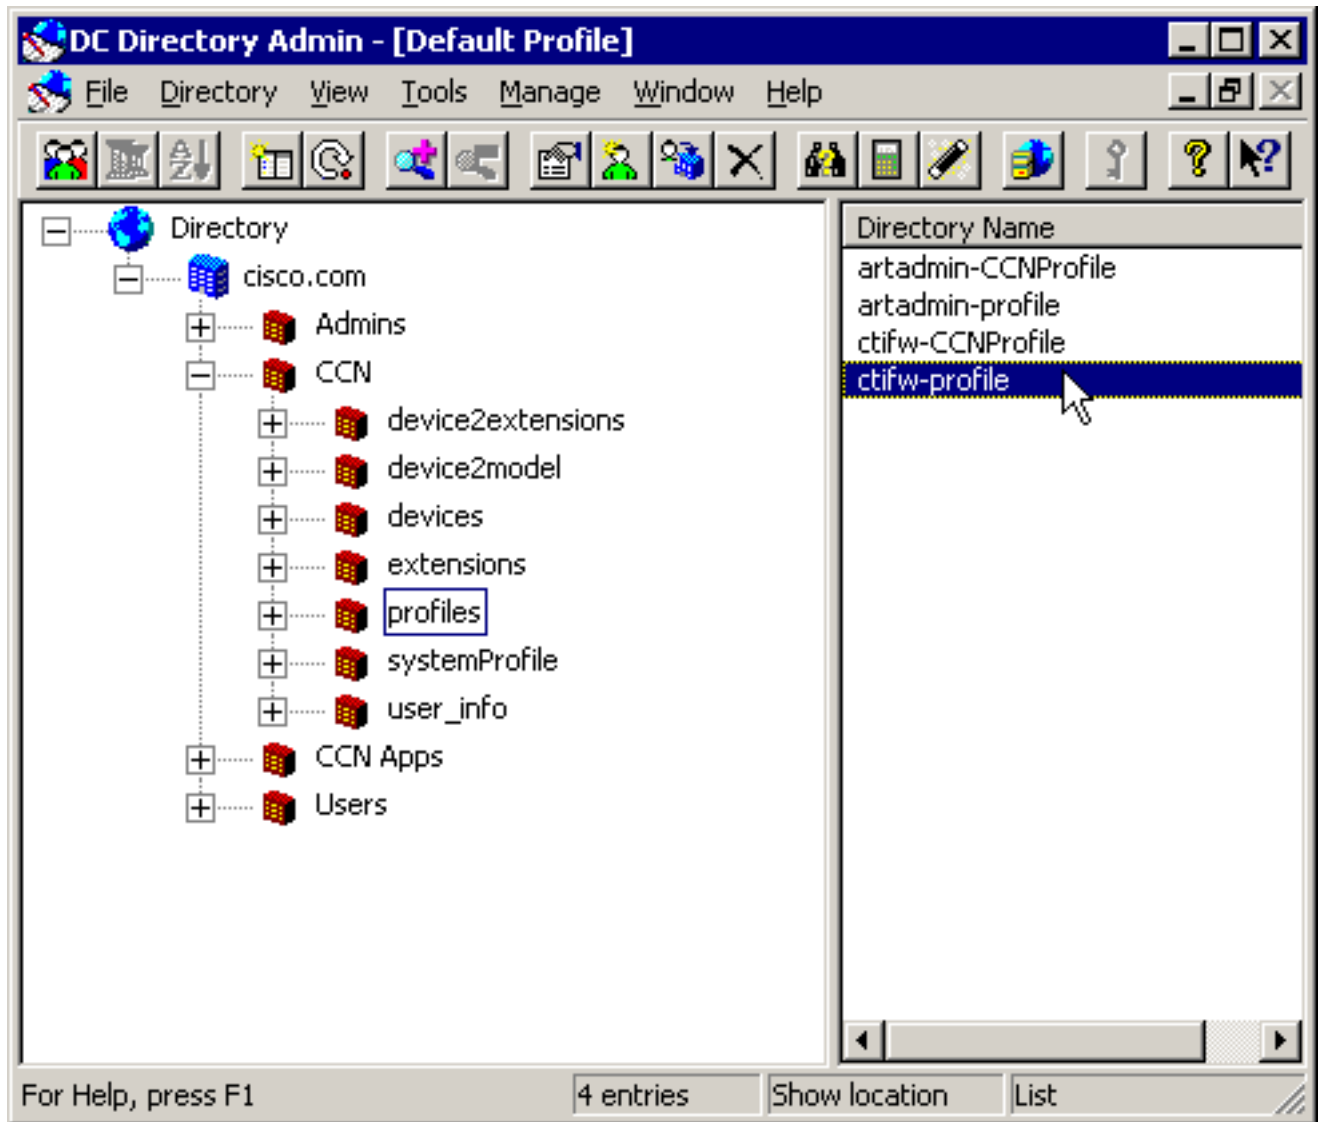 DC Directory Admin - [Default Profile]
File Directory View Tools Manage Window Help
Directory
cisco.com
Admins
CCN
device2extensions
device2model
devices
extensions
profiles
systemProfile
user_info
CCN Apps
Users
Directory Name
artadmin-CCNProfile
artadmin-profile
ctifw-CCNProfile
ctifw-profile
For Help, press F1
4 entries
Show location
List